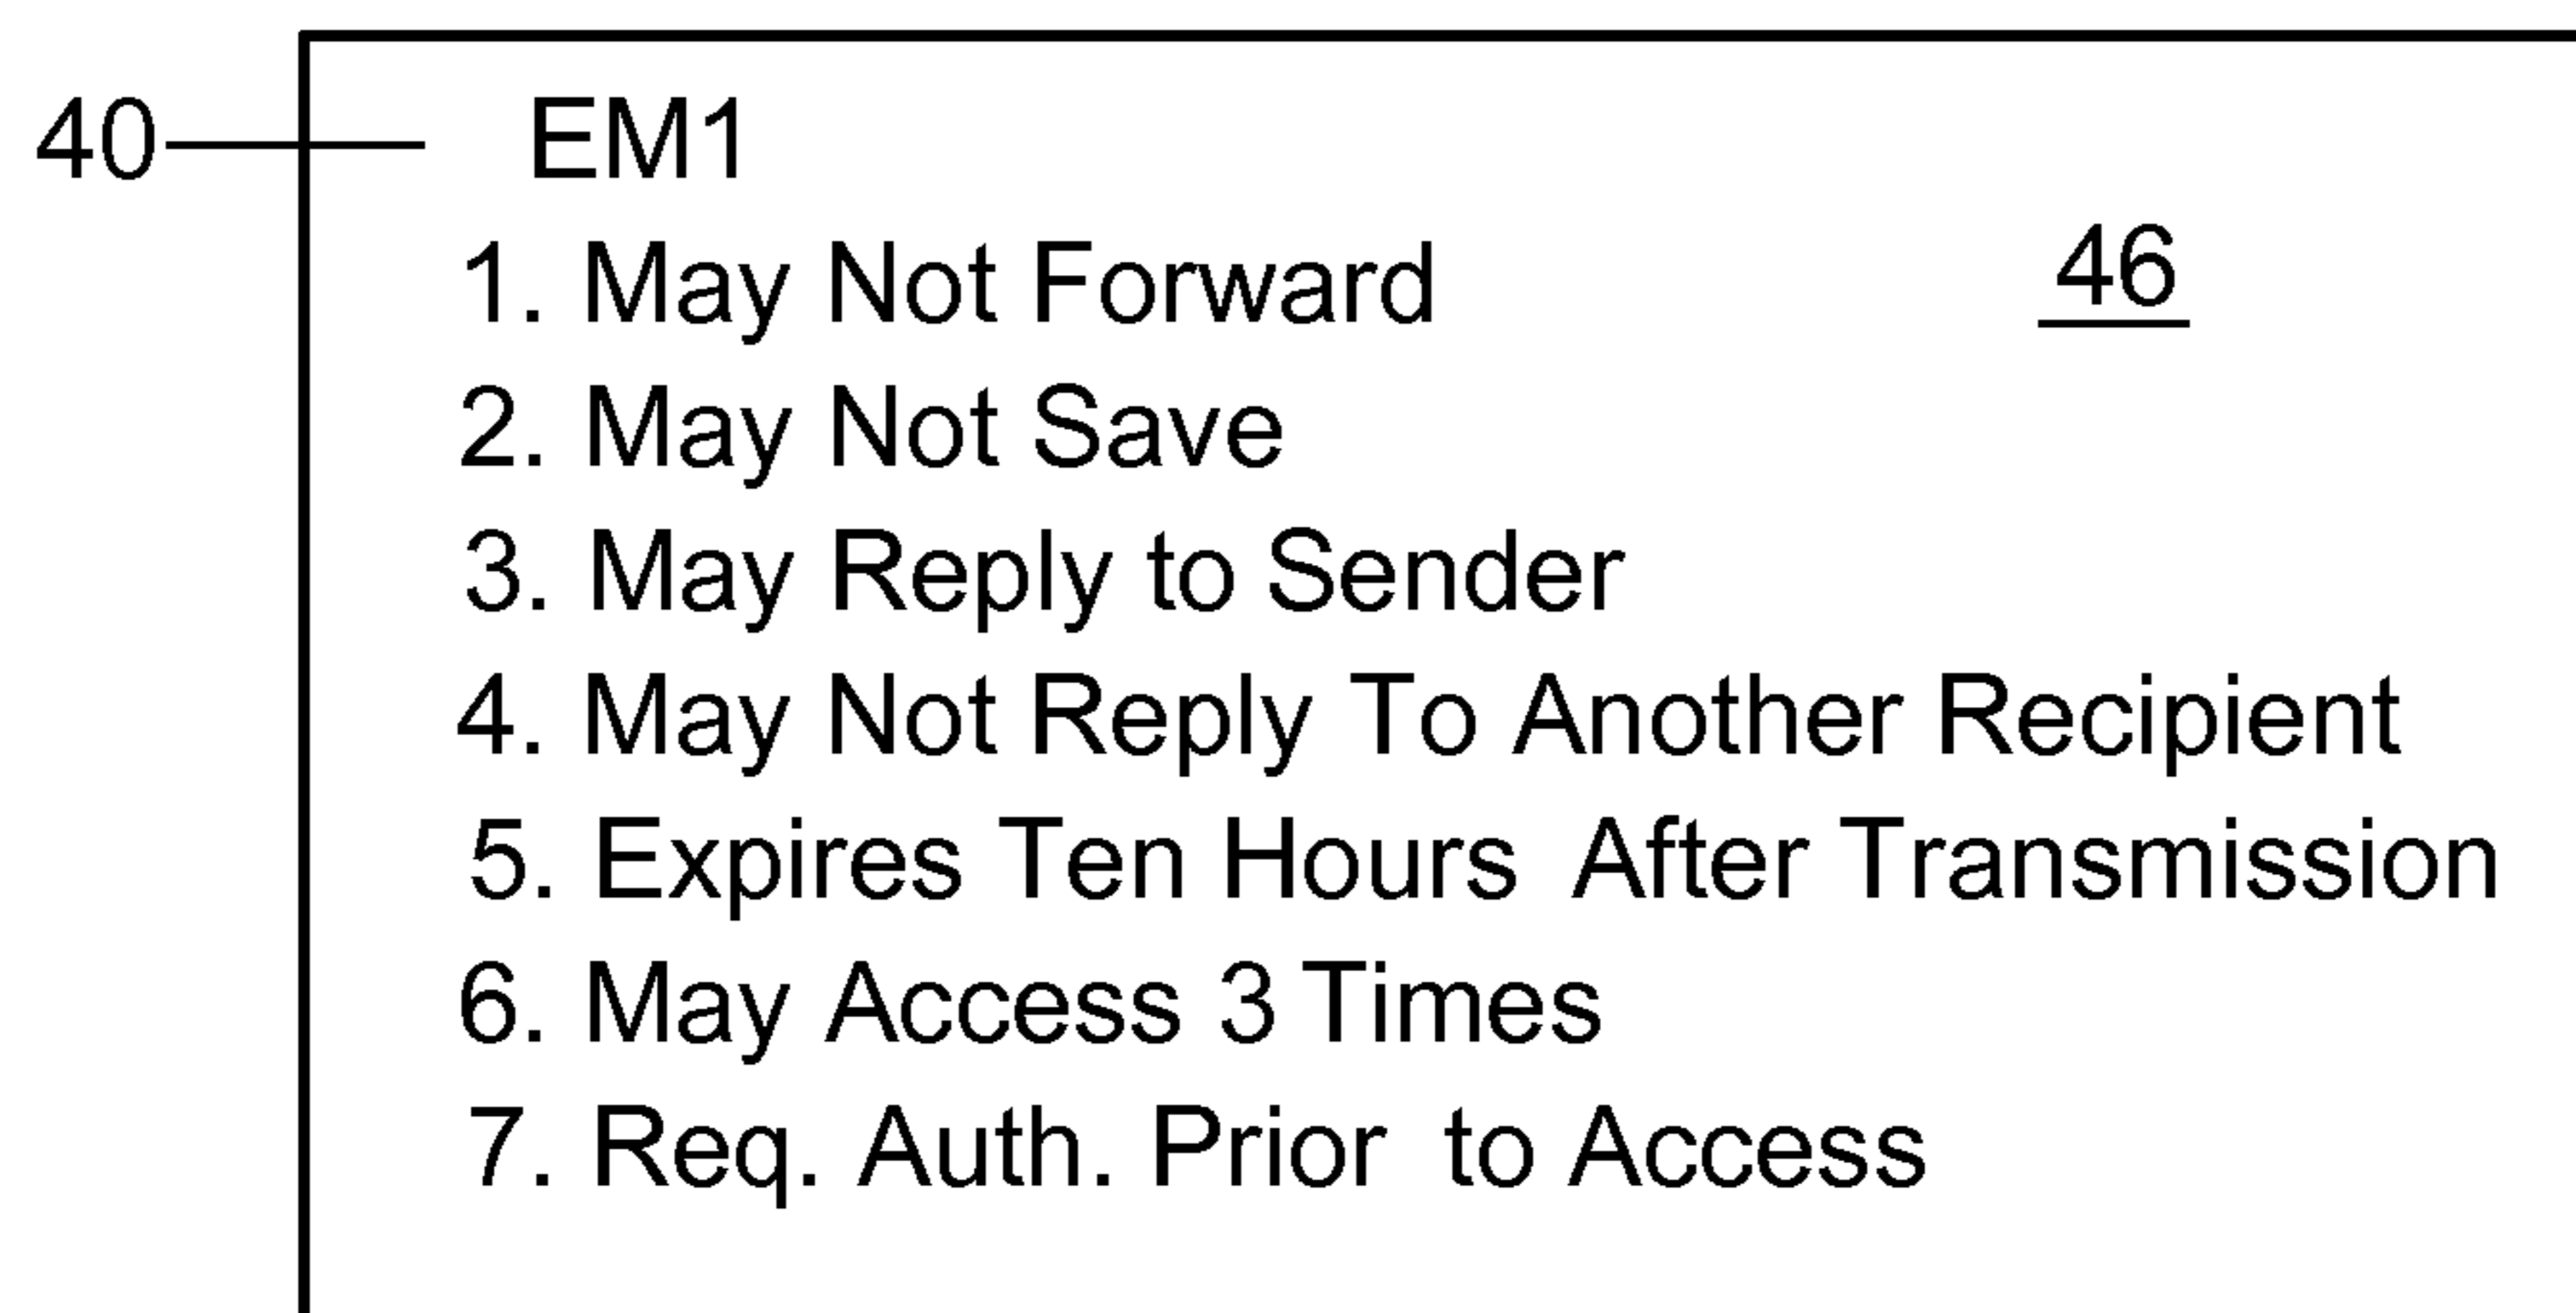 40 EM1
1. May Not Forward
46
2. May Not Save
3. May Reply to Sender
4. May Not Reply To Another Recipient
5. Expires Ten Hours After Transmission
6. May Access 3 Times
7. Req. Auth. Prior to Access